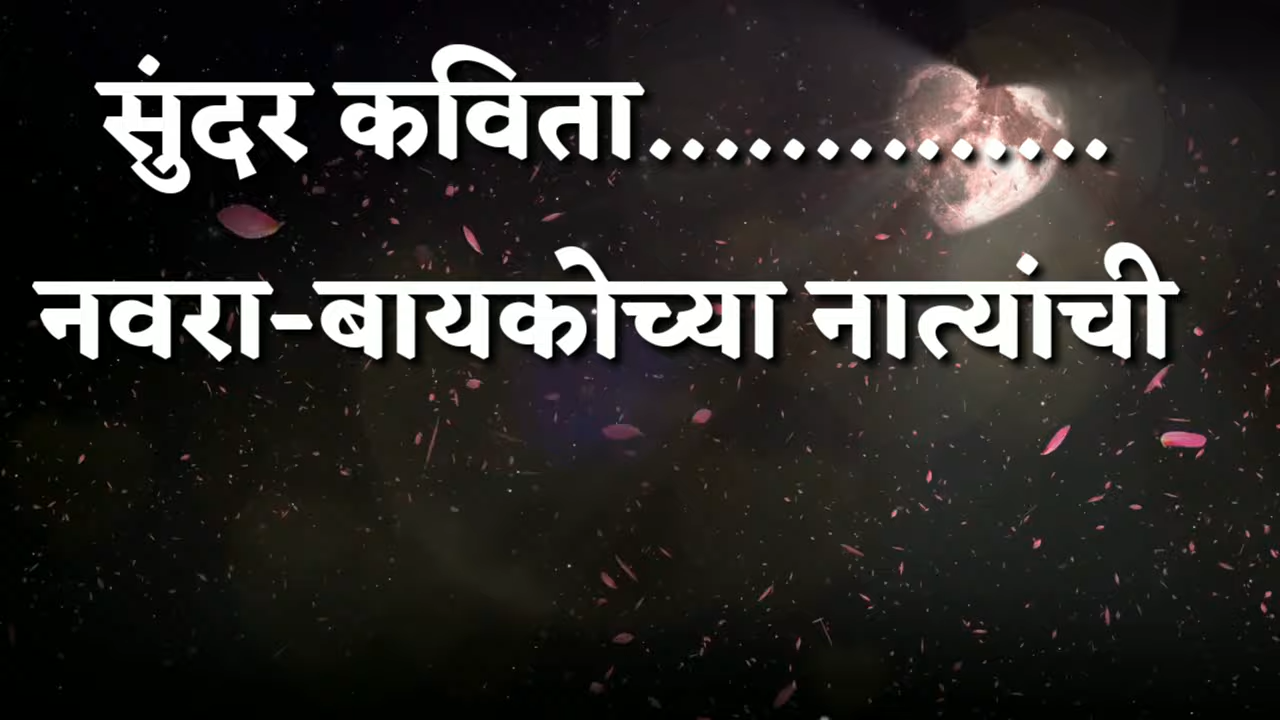 सुंदर कविता..............
नवरा-बायकोच्या नात्यांची